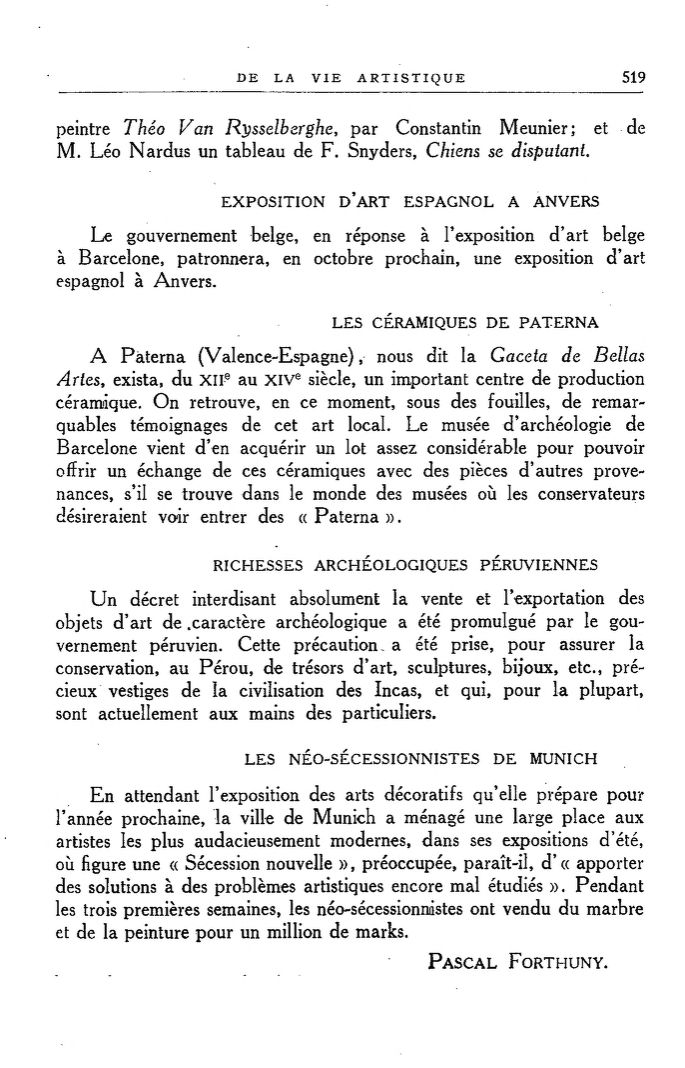 DE LA VIE ARTISTIQUE 519
peintre Théo Van Rysselberghe, par Constantin Meunier; et de
M. Léo Nardus un tableau de F. Snyders, Chiens se disputant.
EXPOSITION D'ART ESPAGNOL A ANVERS
Le gouvernement belge, en réponse à l'exposition d'art belge
à Barcelone, patronnera, en octobre prochain, une exposition d'art
espagnol à Anvers.
LES CÉRAMIQUES DE PATERNA
A Paterna (Valence-Espagne), nous dit la Gaceta de Bellas
Artes, exista, du XIIe au XIVe siècle, un important centre de production
céramique. On retrouve, en ce moment, sous des fouilles, de remar-
quables témoignages de cet art local. Le musée d'archéologie de
Barcelone vient d'en acquérir un lot assez considérable pour pouvoir
offrir un échange de ces céramiques avec des pièces d'autres prove-
nances, s'il se trouve dans le monde des musées où les conservateurs
désireraient voir entrer des « Paterna ».
RICHESSES ARCHÉOLOGIQUES PÉRUVIENNES
Un décret interdisant absolument la vente et l'exportation des
objets d'art de caractère archéologique a été promulgué par le gou-
vernement péruvien. Cette précaution a été prise, pour assurer la
conservation, au Pérou, de trésors d'art, sculptures, bijoux, etc., pré-
cieux vestiges de la civilisation des Incas, et qui, pour la plupart,
sont actuellement aux mains des particuliers.
LES NÉO-SÉCESSIONNISTES DE MUNICH
En attendant l'exposition des arts décoratifs qu'elle prépare pour
l'année prochaine, la ville de Munich a ménagé une large place aux
artistes les plus audacieusement modernes, dans ses expositions d'été,
où figure une « Sécession nouvelle », préoccupée, paraît-il, d' « apporter
des solutions à des problèmes artistiques encore mal étudiés ». Pendant
les trois premières semaines, les néo-sécessionnistes ont vendu du marbre
et de la peinture pour un million de marks.
PASCAL FORTHUNY.